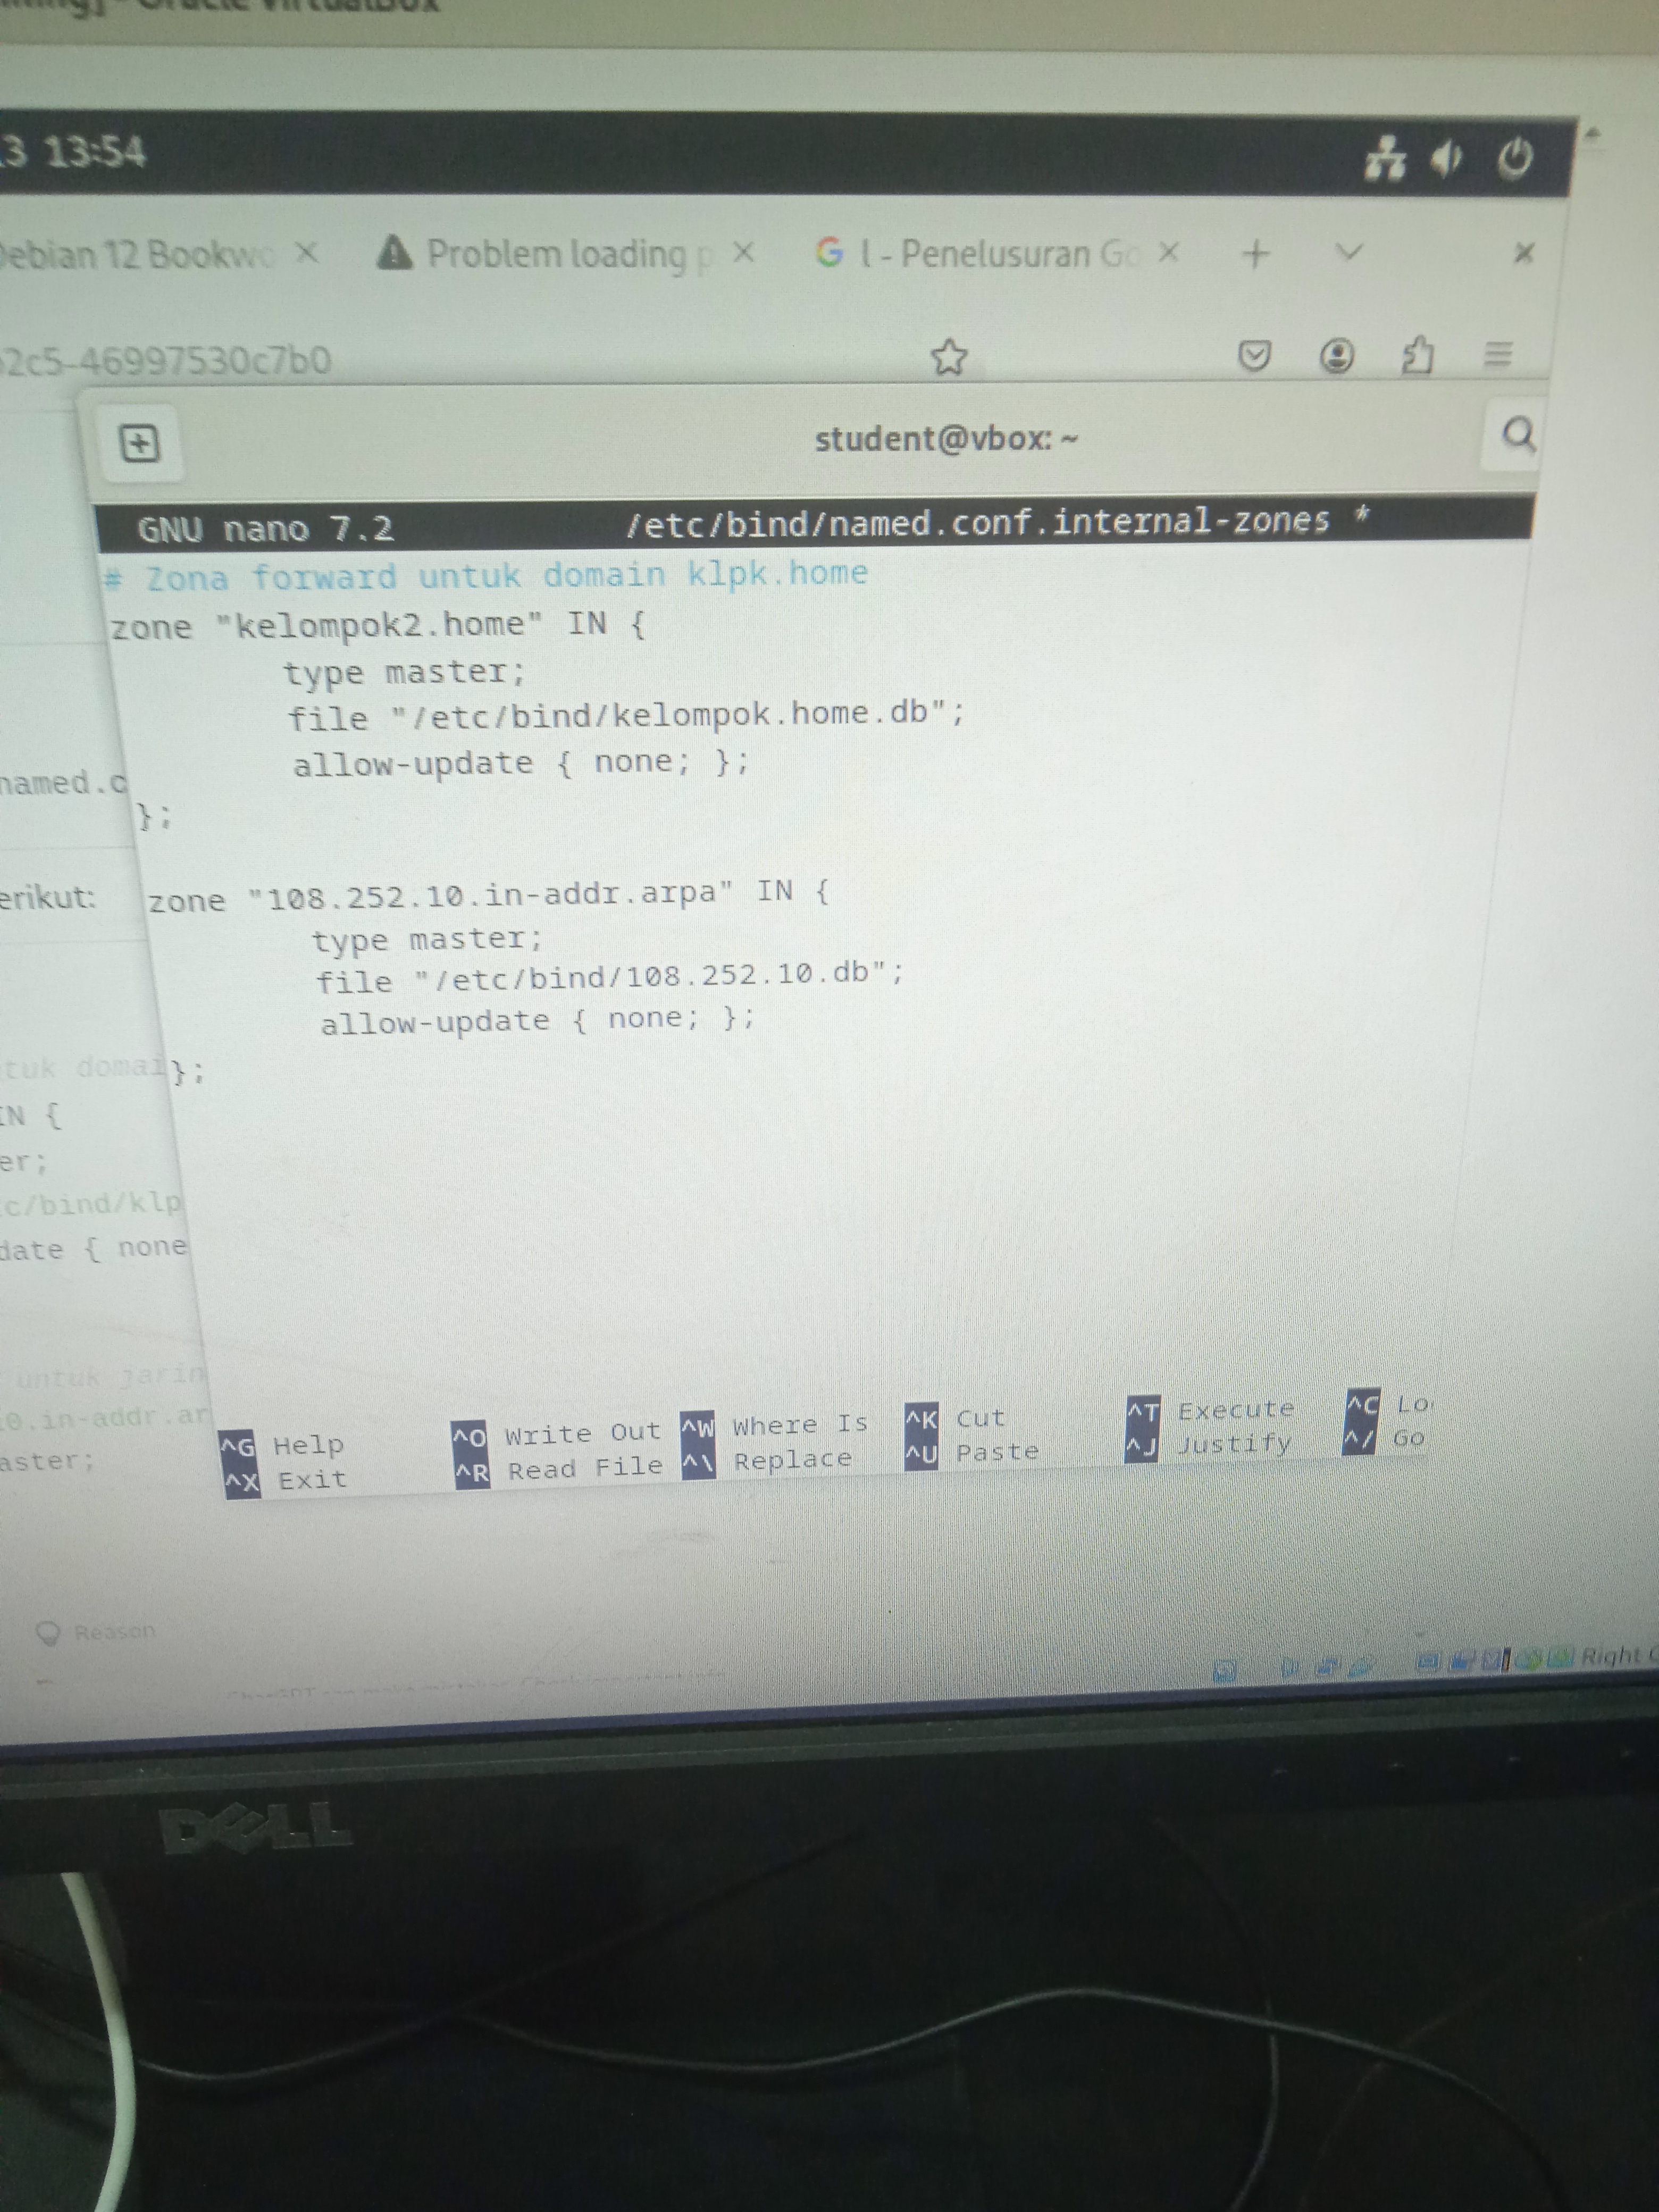 Oracle VirtualBox
3 13:54
Debian 12 Bookwo
Problem loading p
l - Penelusuran Go
2c5-46997530c7b0
student@vbox: ~
GNU nano 7.2 /etc/bind/named.conf.internal-zones *
# Zona forward untuk domain klpk.home
zone "kelompok2.home" IN {
type master;
file "/etc/bind/kelompok.home.db";
allow-update { none; };
};
zone "108.252.10.in-addr.arpa" IN {
type master;
file "/etc/bind/108.252.10.db";
allow-update { none; };
};
named.c
erikut:
tuk domai
IN {
er;
c/bind/klp
date { none
untuk jarin
0.in-addr.ar
aster;
^G Help
^O Write Out
^W Where Is
^K Cut
^T Execute
^C Lo
^X Exit
^R Read File
^\ Replace
^U Paste
^J Justify
^/ Go
Reason
Right C
DELL